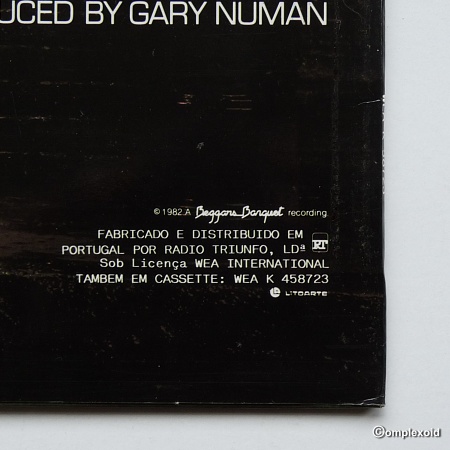 UCED BY GARY NUMAN
© 1982. A Beggars Banquet recording.
FABRICADO E DISTRIBUIDO EM
PORTUGAL POR RADIO TRIUNFO, LDª RT
Sob Licença WEA INTERNATIONAL
TAMBEM EM CASSETTE: WEA K 458723
LITOARTE
©omplexold